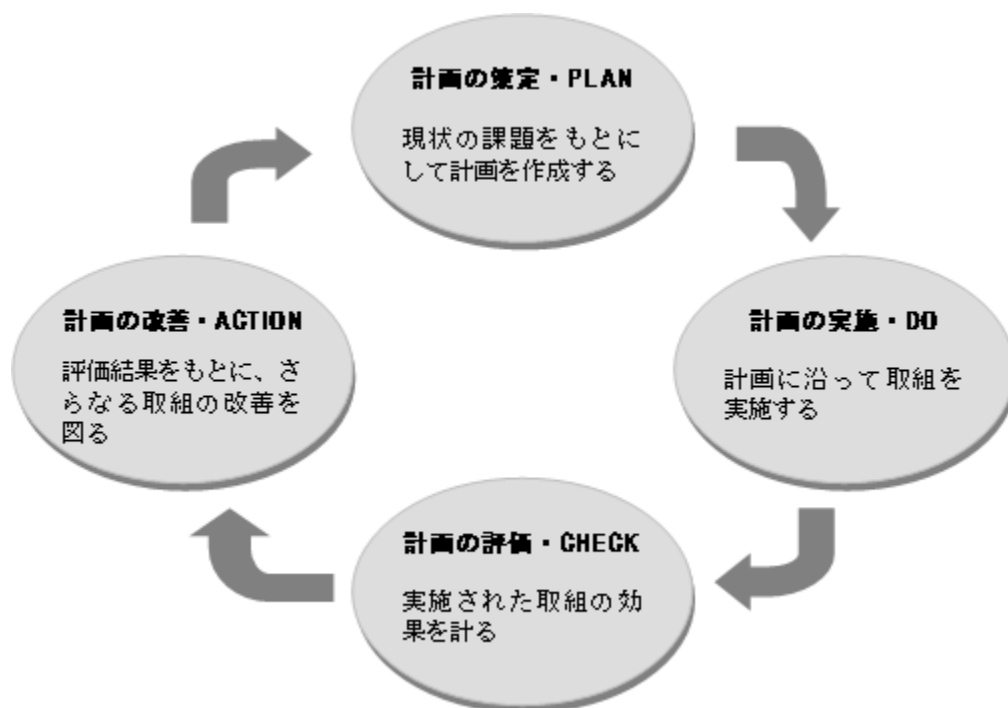 計画の策定・PLAN
現状の課題をもとに
して計画を作成する
計画の改善・ACTION
評価結果をもとに、さ
らなる取組の改善を
図る
計画の実施・DO
計画に沿って取組を
実施する
計画の評価・CHECK
実施された取組の効
果を計る